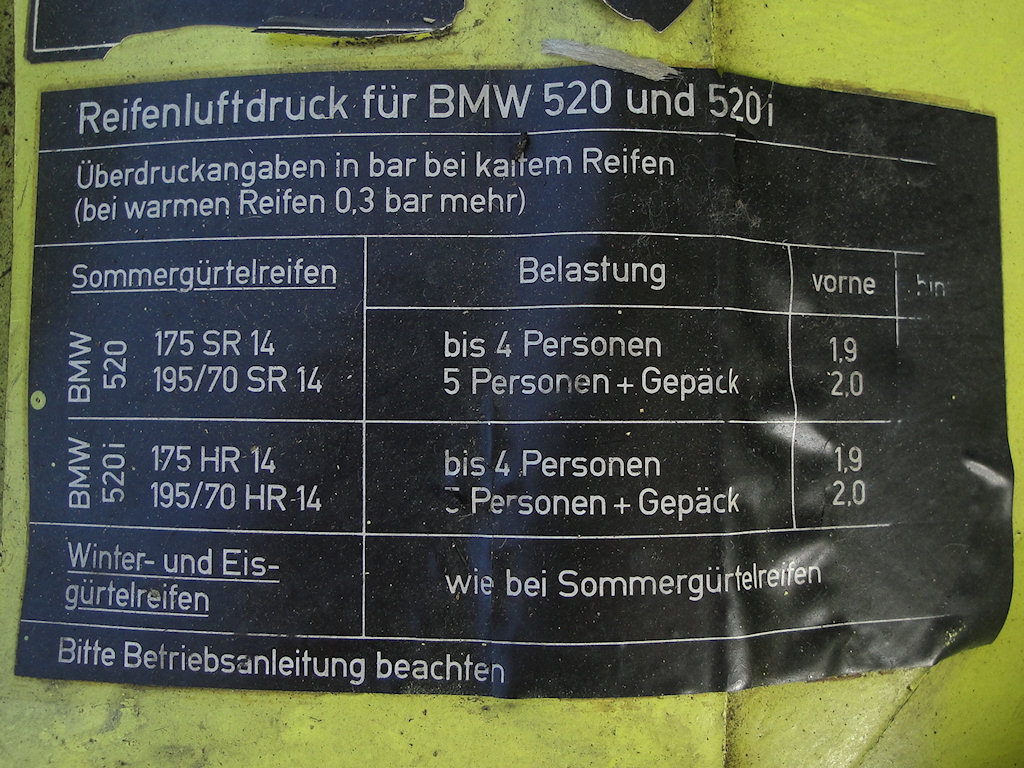 Reifenluftdruck für BMW 520 und 520i
Überdruckangaben in bar bei kaltem Reifen
(bei warmen Reifen 0,3 bar mehr)
Sommergürtelreifen Belastung vorne
BMW 520
175 SR 14 bis 4 Personen 1,9
195/70 SR 14 5 Personen + Gepäck 2,0
BMW 520i
175 HR 14 bis 4 Personen 1,9
195/70 HR 14 5 Personen + Gepäck 2,0
Winter- und Eis-
gürtelreifen
wie bei Sommergürtelreifen
Bitte Betriebsanleitung beachten